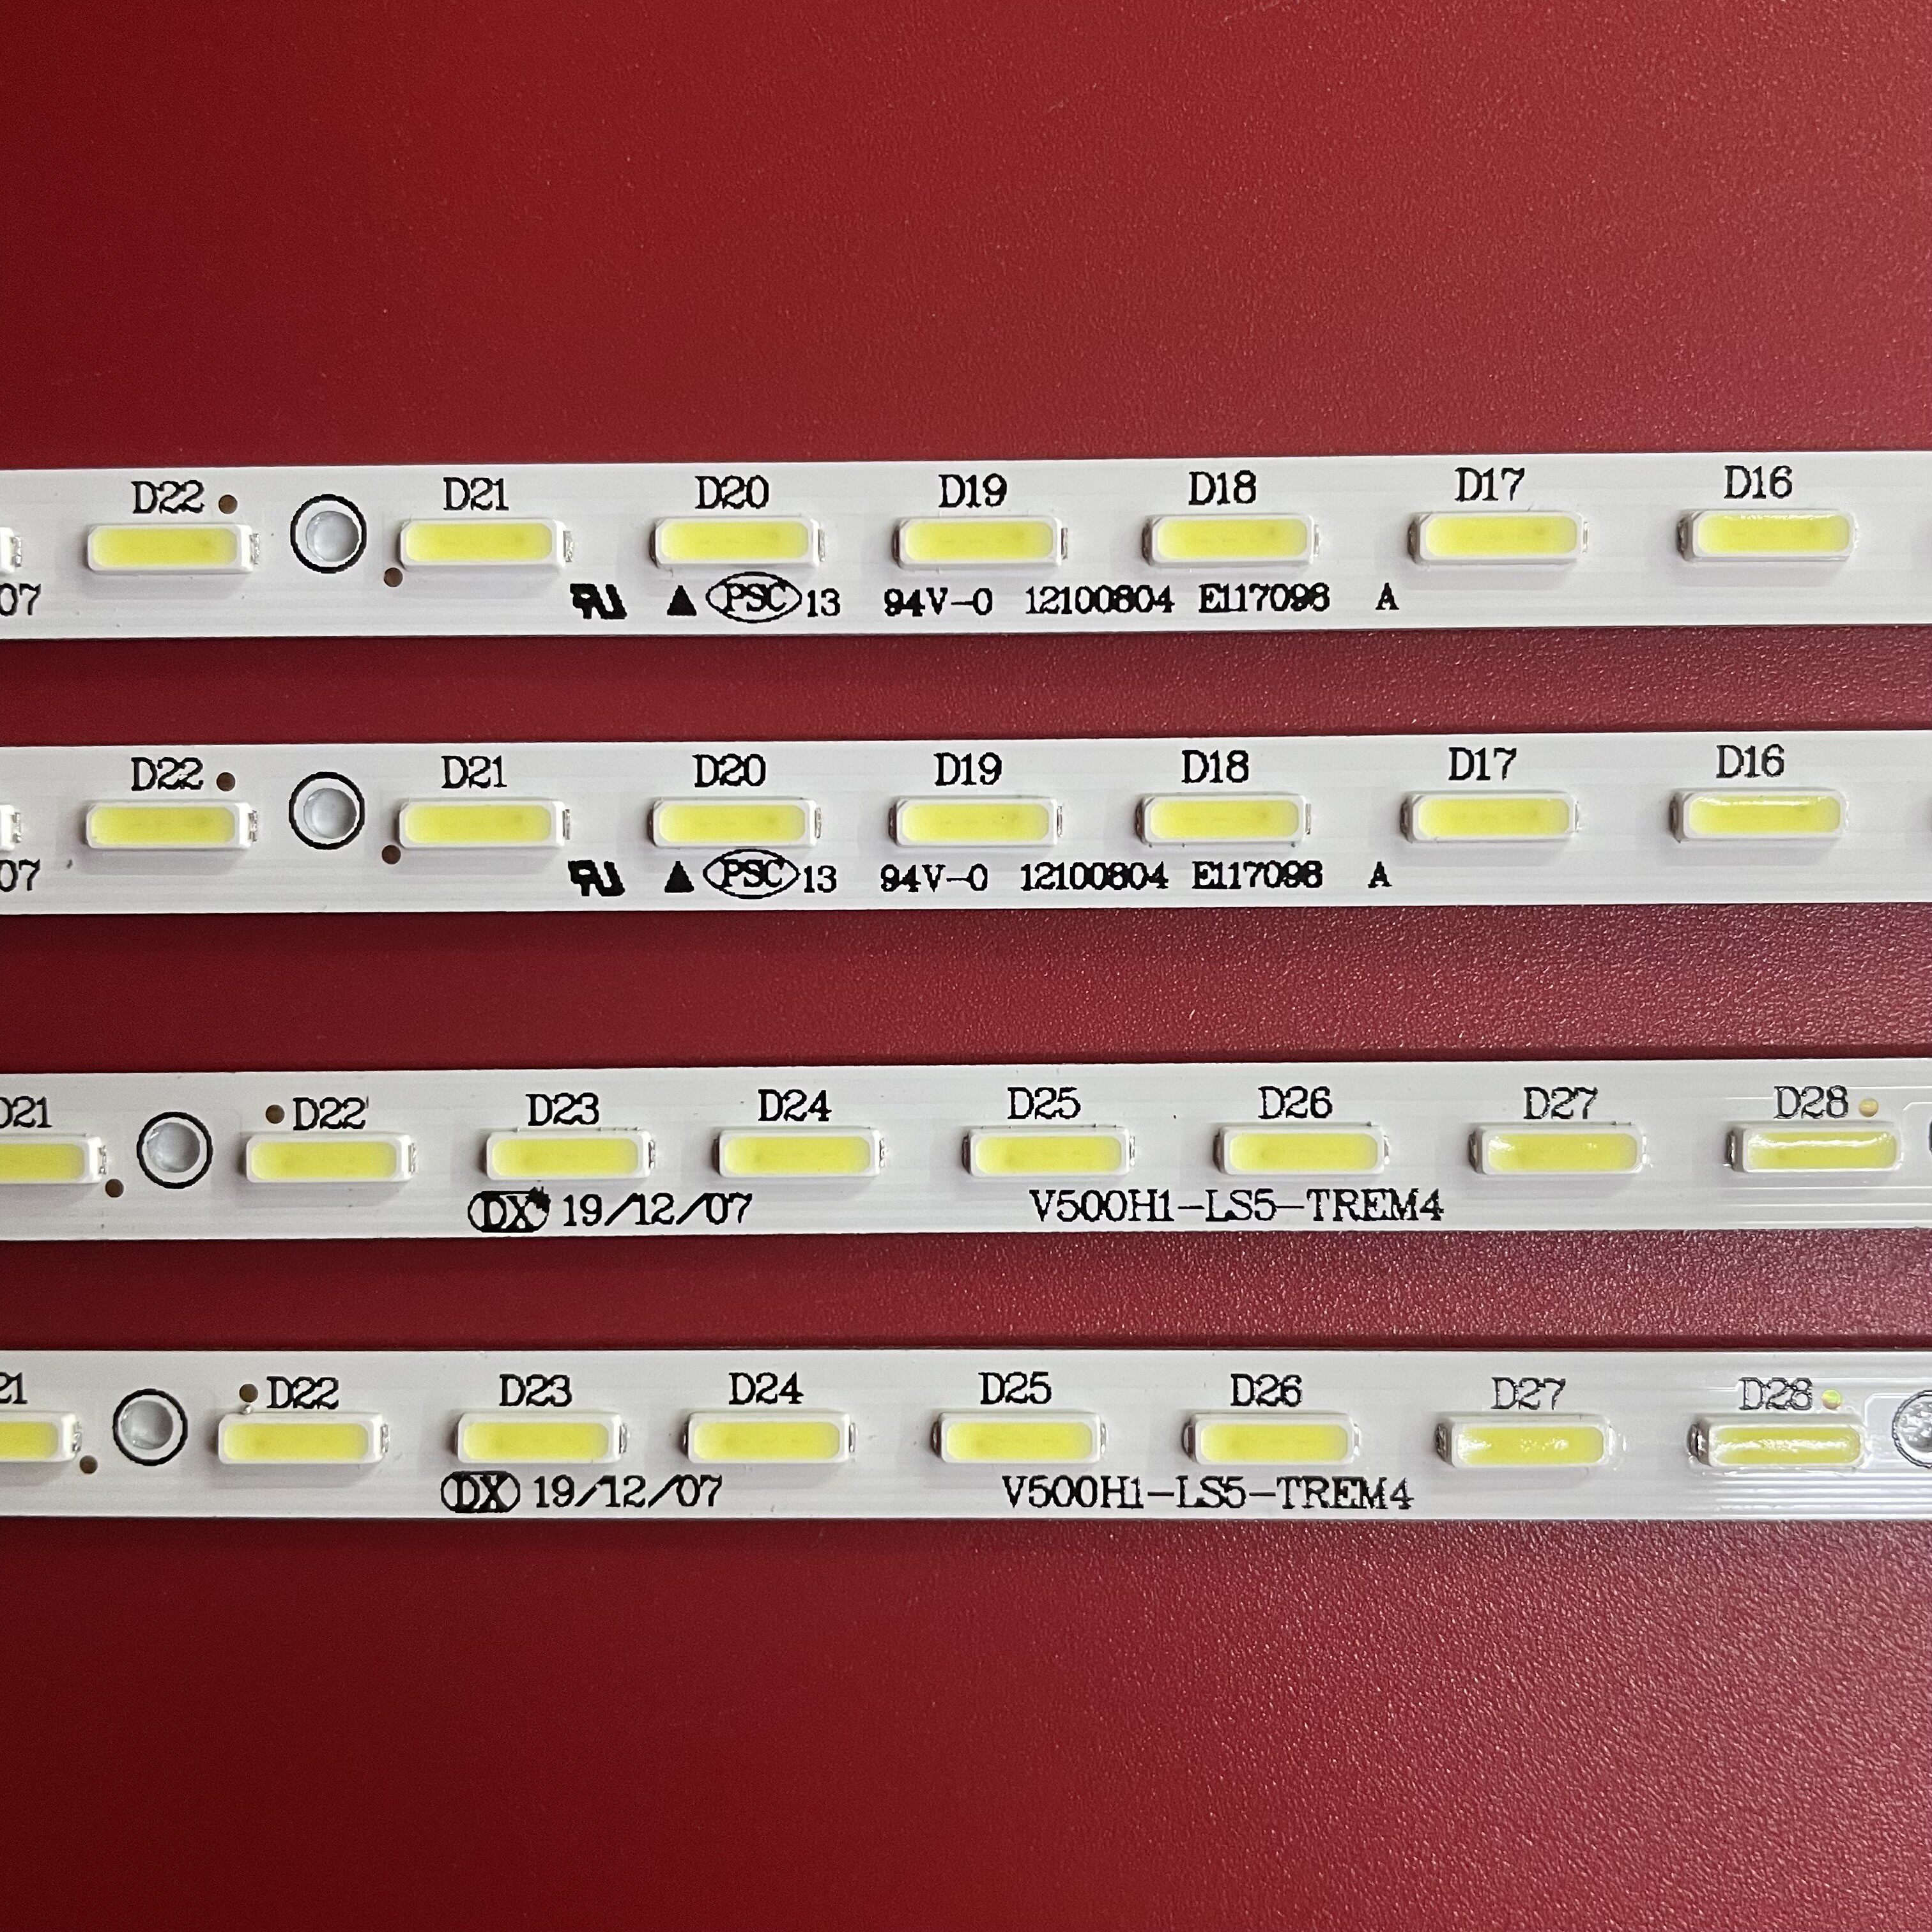 D22 D21 D20 D19 D18 D17 D16
07 PSC 13 94V-0 12100804 E117098 A
D22 D21 D20 D19 D18 D17 D16
07 PSC 13 94V-0 12100804 E117098 A
D21 D22 D23 D24 D25 D26 D27 D28
DX 19/12/07 V500H1-LS5-TREM4
21 D22 D23 D24 D25 D26 D27 D28
DX 19/12/07 V500H1-LS5-TREM4